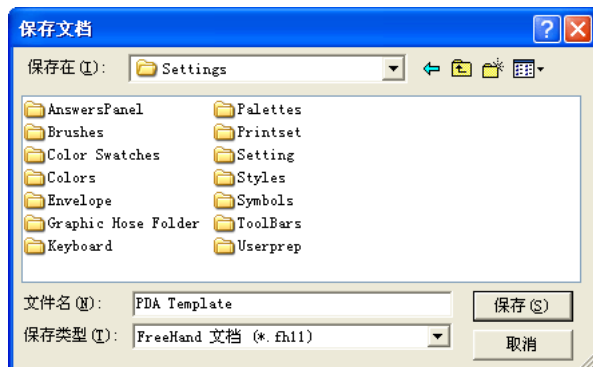 保存文档
保存在(I): Settings
AnswersPanel
Brushes
Color Swatches
Colors
Envelope
Graphic Hose Folder
Keyboard
Palettes
Printset
Setting
Styles
Symbols
ToolBars
Userprep
文件名(N): PDA Template
保存(S)
保存类型(T): FreeHand 文档 (*.fh11)
取消